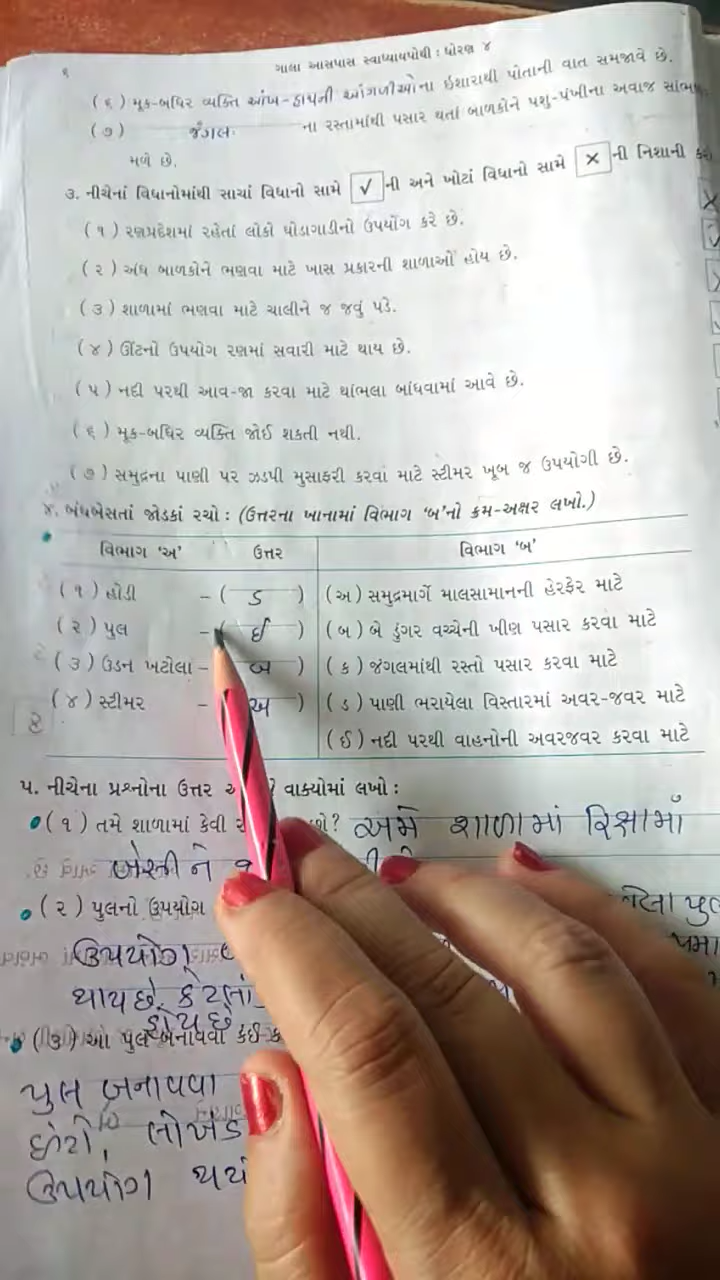 ૬
ગાલા આસપાસ સ્વાધ્યાયપોથી : ધોરણ ૪
(૬) મૂક-બધિર વ્યક્તિ આંખ-હાથની આંગળીઓના ઈશારાથી પોતાની વાત સમજાવે છે.
(૭) જંગલ ના રસ્તામાંથી પસાર થતાં બાળકોને પશુ-પંખીના અવાજ
મળે છે.
૩. નીચેનાં વિધાનોમાંથી સાચાં વિધાનો સામે ✓ ની અને ખોટાં વિધાનો સામે × ની નિશાની
(૧) રણપ્રદેશમાં રહેતાં લોકો ઘોડાગાડીનો ઉપયોગ કરે છે.
(૨) અંધ બાળકોને ભણવા માટે ખાસ પ્રકારની શાળાઓ હોય છે.
(૩) શાળામાં ભણવા માટે ચાલીને જ જવું પડે.
(૪) ઊંટનો ઉપયોગ રણમાં સવારી માટે થાય છે.
(૫) નદી પરથી આવ-જા કરવા માટે થાંભલા બાંધવામાં આવે છે.
(૬) મૂક-બધિર વ્યક્તિ જોઈ શકતી નથી.
(૭) સમુદ્રના પાણી પર ઝડપી મુસાફરી કરવા માટે સ્ટીમર ખૂબ જ ઉપયોગી છે.
૪. બંધબેસતાં જોડકાં રચો : (ઉત્તરના ખાનામાં વિભાગ 'બ'નો ક્રમ-અક્ષર લખો.)
વિભાગ 'અ' ઉત્તર વિભાગ 'બ'
(૧) હોડી – ( ડ ) (અ) સમુદ્રમાર્ગે માલસામાનની હેરફેર માટે
(૨) પુલ – ( ઈ ) (બ) બે ડુંગર વચ્ચેની ખીણ પસાર કરવા માટે
(૩) ઉડન ખટોલા – બ ) (ક) જંગલમાંથી રસ્તો પસાર કરવા માટે
(૪) સ્ટીમર – અ ) (ડ) પાણી ભરાયેલા વિસ્તારમાં અવર-જવર માટે
(ઈ) નદી પરથી વાહનોની અવરજવર કરવા માટે
૫. નીચેના પ્રશ્નોના ઉત્તર વાક્યોમાં લખો :
(૧) તમે શાળામાં કેવી છો? અમે શાળામાં રિક્ષામાં
બેસીને
(૨) પુલનો ઉપયોગ
ઉપયોગ
થાય છે. કેટલાં
હોય છે
(૩) આ પુલ બનાવવા કઈ-ક
પુલ બનાવવા
ઈંટો, લોખંડ
ઉપયોગ થયો